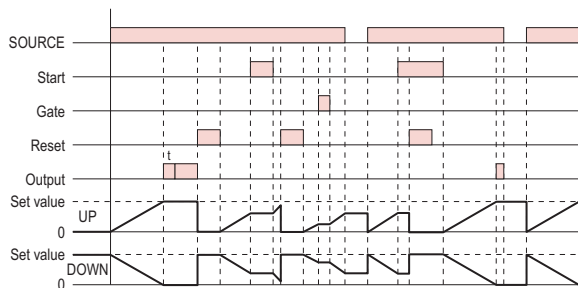 SOURCE
Start
Gate
Reset
t
Output
Set value
UP
0
Set value
DOWN
0